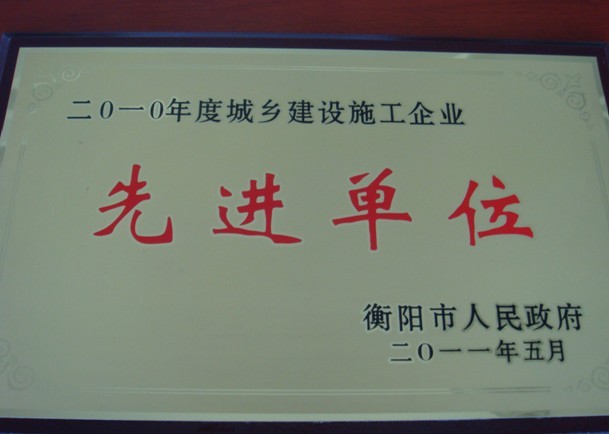 二0一0年度城乡建设施工企业
先进单位
衡阳市人民政府
二0一一年五月